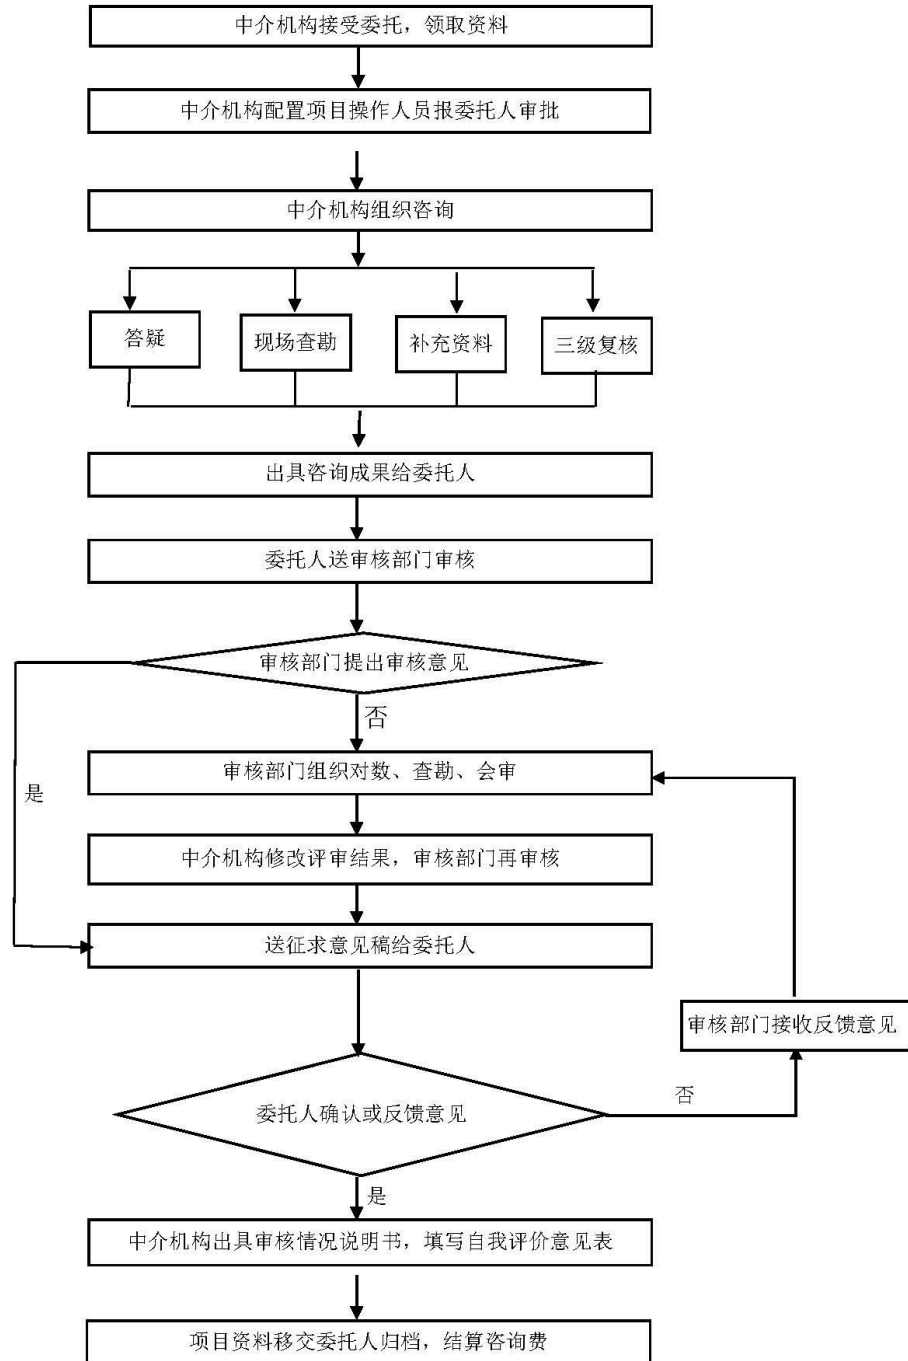 中介机构接受委托，领取资料
中介机构配置项目操作人员报委托人审批
中介机构组织咨询
答疑
现场查勘
补充资料
三级复核
出具咨询成果给委托人
委托人送审核部门审核
审核部门提出审核意见
否
审核部门组织对数、查勘、会审
是
中介机构修改评审结果，审核部门再审核
送征求意见稿给委托人
审核部门接收反馈意见
委托人确认或反馈意见
否
是
中介机构出具审核情况说明书，填写自我评价意见表
项目资料移交委托人归档，结算咨询费